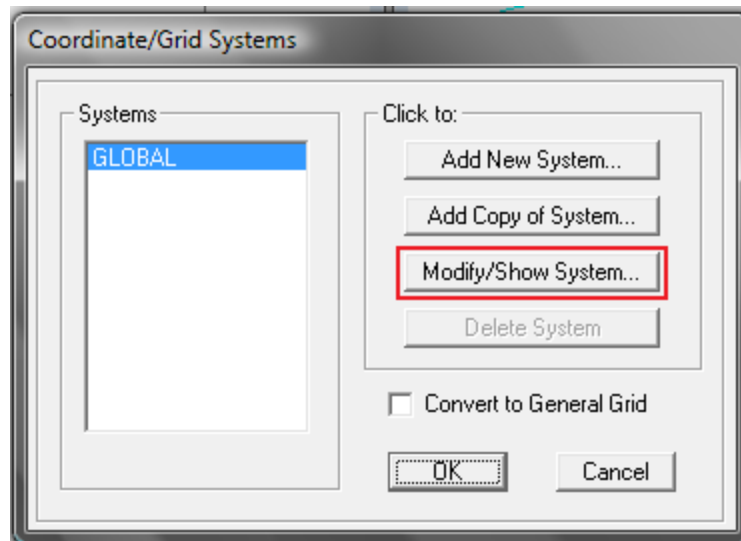 Coordinate/Grid Systems
Systems
GLOBAL
Click to:
Add New System...
Add Copy of System...
Modify/Show System...
Delete System
Convert to General Grid
OK
Cancel